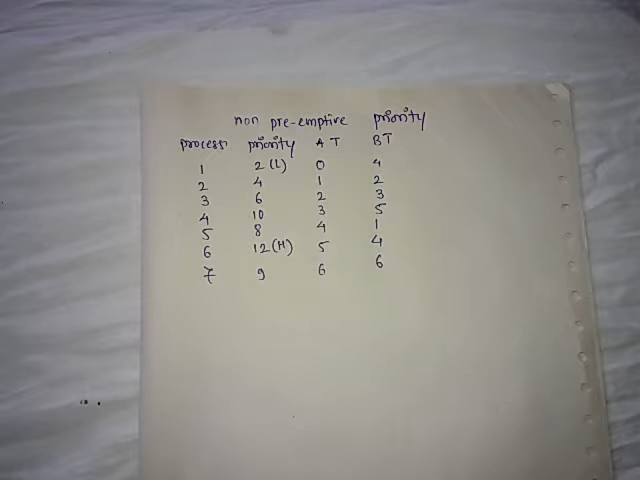 non pre-emptive priority
process priority AT BT
1 2(L) 0 4
2 4 1 2
3 6 2 3
4 10 3 5
5 8 4 1
6 12(H) 5 4
7 9 6 6